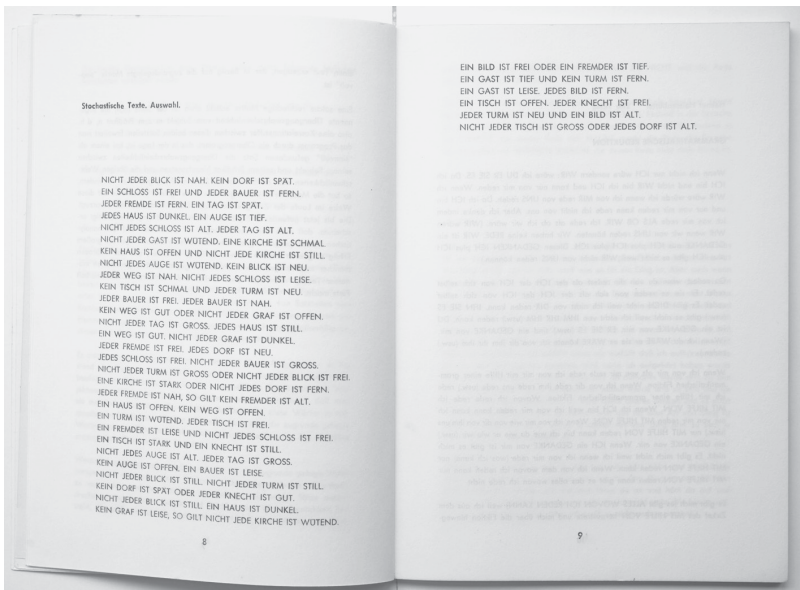 Stochastische Texte. Auswahl.
NICHT JEDER BLICK IST NAH. KEIN DORF IST SPÄT.
EIN SCHLOSS IST FREI UND JEDER BAUER IST FERN.
JEDER FREMDE IST FERN. EIN TAG IST SPÄT.
JEDES HAUS IST DUNKEL. EIN AUGE IST TIEF.
NICHT JEDES SCHLOSS IST ALT. JEDER TAG IST ALT.
NICHT JEDER GAST IST WÜTEND. EINE KIRCHE IST SCHMAL.
KEIN HAUS IST OFFEN UND NICHT JEDE KIRCHE IST STILL.
NICHT JEDES AUGE IST WÜTEND. KEIN BLICK IST NEU.
JEDER WEG IST NAH. NICHT JEDES SCHLOSS IST LEISE.
KEIN TISCH IST SCHMAL UND JEDER TURM IST NEU.
JEDER BAUER IST FREI. JEDER BAUER IST NAH.
KEIN WEG IST GUT ODER NICHT JEDER GRAF IST OFFEN.
NICHT JEDER TAG IST GROSS. JEDES HAUS IST STILL.
EIN WEG IST GUT. NICHT JEDER GRAF IST DUNKEL.
JEDER FREMDE IST FREI. JEDES DORF IST NEU.
JEDES SCHLOSS IST FREI. NICHT JEDER BAUER IST GROSS.
NICHT JEDER TURM IST GROSS ODER NICHT JEDER BLICK IST FREI.
EINE KIRCHE IST STARK ODER NICHT JEDES DORF IST FERN.
JEDER FREMDE IST NAH, SO GILT KEIN FREMDER IST ALT.
EIN HAUS IST OFFEN. KEIN WEG IST OFFEN.
EIN TURM IST WÜTEND. JEDER TISCH IST FREI.
EIN FREMDER IST LEISE UND NICHT JEDES SCHLOSS IST FREI.
EIN TISCH IST STARK UND EIN KNECHT IST STILL.
NICHT JEDES AUGE IST ALT. JEDER TAG IST GROSS.
KEIN AUGE IST OFFEN. EIN BAUER IST LEISE.
NICHT JEDER BLICK IST STILL. NICHT JEDER TURM IST STILL.
KEIN DORF IST SPÄT ODER JEDER KNECHT IST GUT.
NICHT JEDER BLICK IST STILL. EIN HAUS IST DUNKEL.
KEIN GRAF IST LEISE, SO GILT NICHT JEDE KIRCHE IST WÜTEND.
8
EIN BILD IST FREI ODER EIN FREMDER IST TIEF.
EIN GAST IST TIEF UND KEIN TURM IST FERN.
EIN GAST IST LEISE. JEDES BILD IST FERN.
EIN TISCH IST OFFEN. JEDER KNECHT IST FREI.
JEDER TURM IST NEU UND EIN BILD IST ALT.
NICHT JEDER TISCH IST GROSS ODER JEDES DORF IST ALT.
9